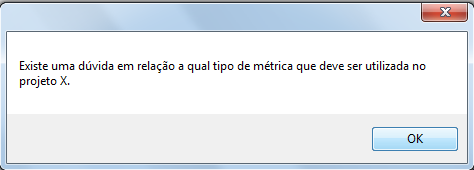 Existe uma dúvida em relação a qual tipo de métrica que deve ser utilizada no
projeto X.
OK